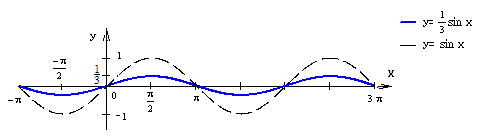 y= 1/3 sin x
y= sin x
y
1
-π/2
1/3
x
-π
0
π/2
π
3 π
-1